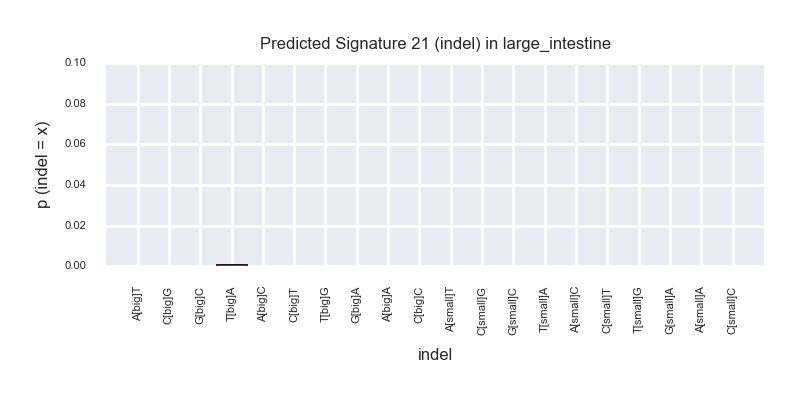 Predicted Signature 21 (indel) in large_intestine
p (indel = x)
0.10
0.08
0.06
0.04
0.02
0.00
A[big]T
C[big]G
G[big]C
T[big]A
A[big]C
C[big]T
T[big]G
G[big]A
A[big]A
C[big]C
A[small]T
C[small]G
G[small]C
T[small]A
A[small]C
C[small]T
T[small]G
G[small]A
A[small]A
C[small]C
indel